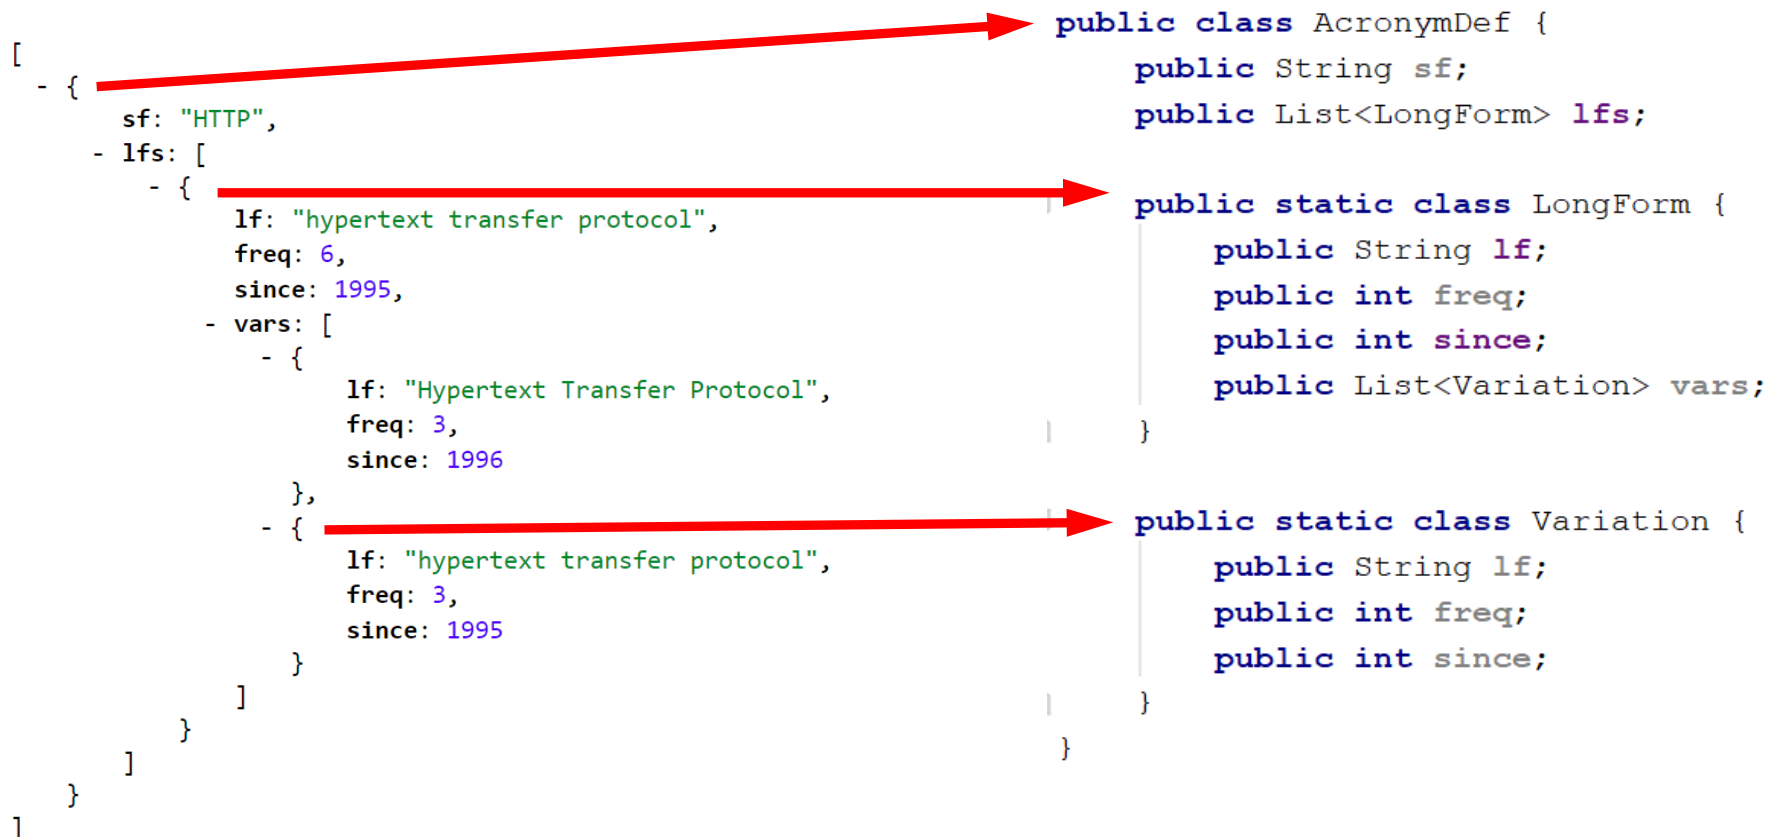 [
- {
sf: "HTTP",
- lfs: [
- {
lf: "hypertext transfer protocol",
freq: 6,
since: 1995,
- vars: [
- {
lf: "Hypertext Transfer Protocol",
freq: 3,
since: 1996
},
- {
lf: "hypertext transfer protocol",
freq: 3,
since: 1995
}
]
}
]
}
]
public class AcronymDef {
public String sf;
public List<LongForm> lfs;
public static class LongForm {
public String lf;
public int freq;
public int since;
public List<Variation> vars;
}
public static class Variation {
public String lf;
public int freq;
public int since;
}
}